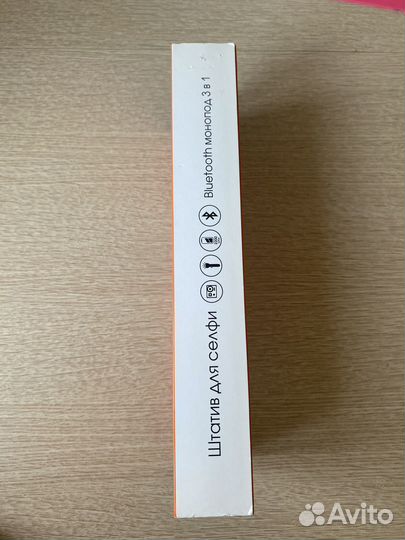 Штатив для селфи
Bluetooth монопод 3 в 1
Avito